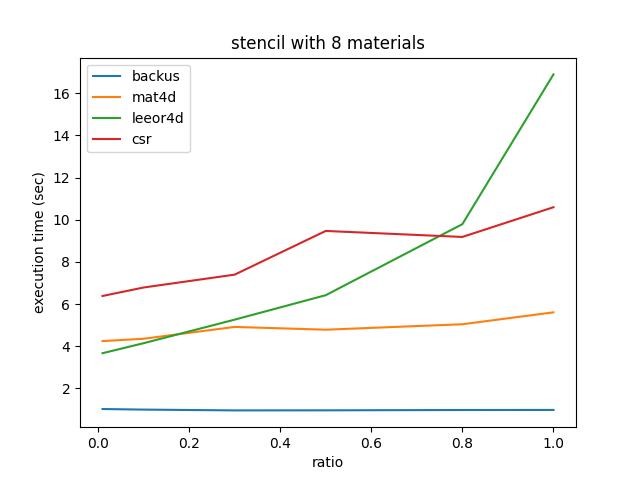 stencil with 8 materials
backus
mat4d
leeor4d
csr
execution time (sec)
16
14
12
10
8
6
4
2
0.0 0.2 0.4 0.6 0.8 1.0
ratio